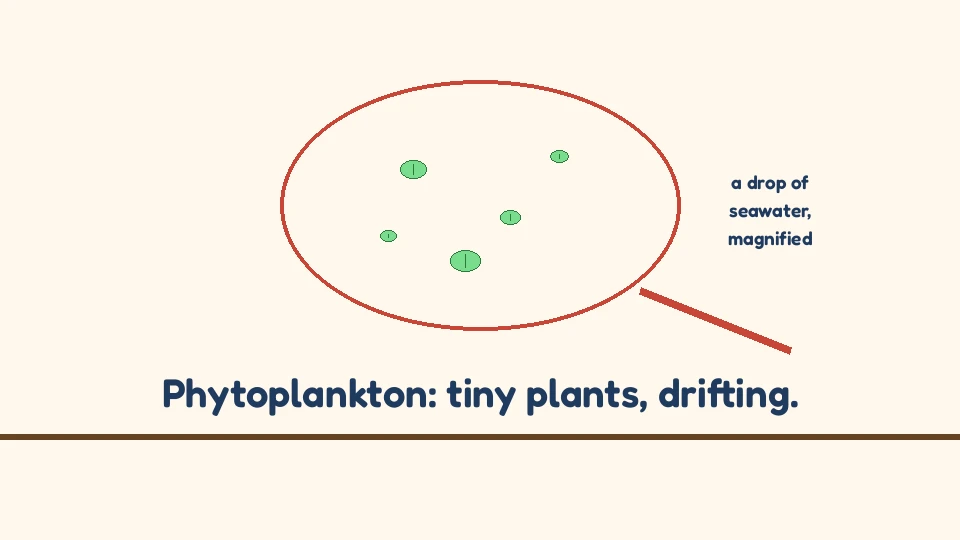 a drop of
seawater,
magnified
Phytoplankton: tiny plants, drifting.